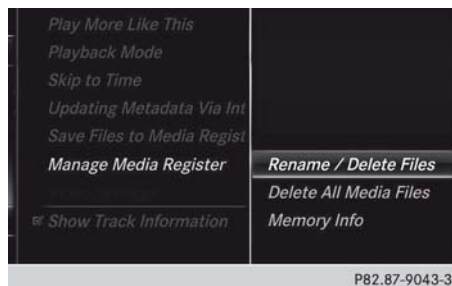 Play More Like This
Playback Mode
Skip to Time
Updating Metadata Via Int
Save Files to Media Regist
Manage Media Register
Show Track Information
Rename / Delete Files
Delete All Media Files
Memory Info
P82.87-9043-3